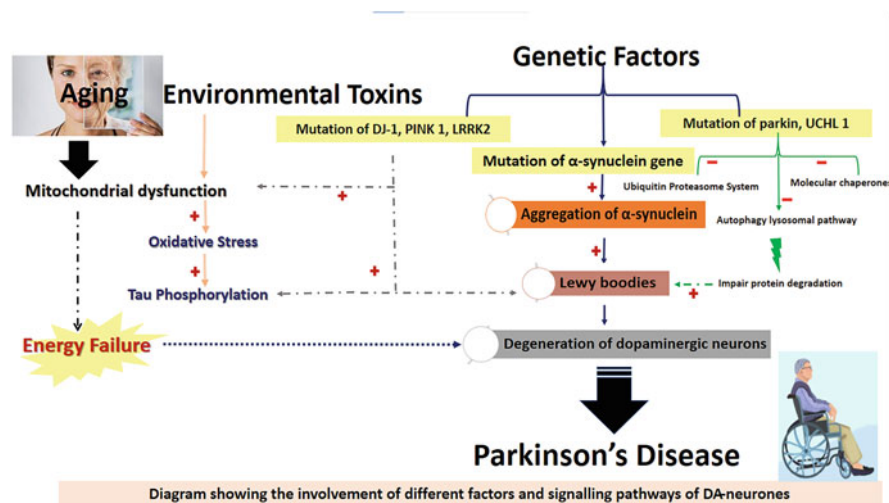 Genetic Factors
Aging
Environmental Toxins
Mutation of DJ-1, PINK 1, LRRK2
Mutation of parkin, UCHL 1
Mutation of α-synuclein gene
Mitochondrial dysfunction
+
+
-
-
Ubiquitin Proteasome System
Molecular chaperones
+
Aggregation of α-synuclein
-
Autophagy lysosomal pathway
Oxidative Stress
+
+
+
Tau Phosphorylation
Lewy boodies
Impair protein degradation
+
Energy Failure
Degeneration of dopaminergic neurons
Parkinson's Disease
Diagram showing the involvement of different factors and signalling pathways of DA-neurones